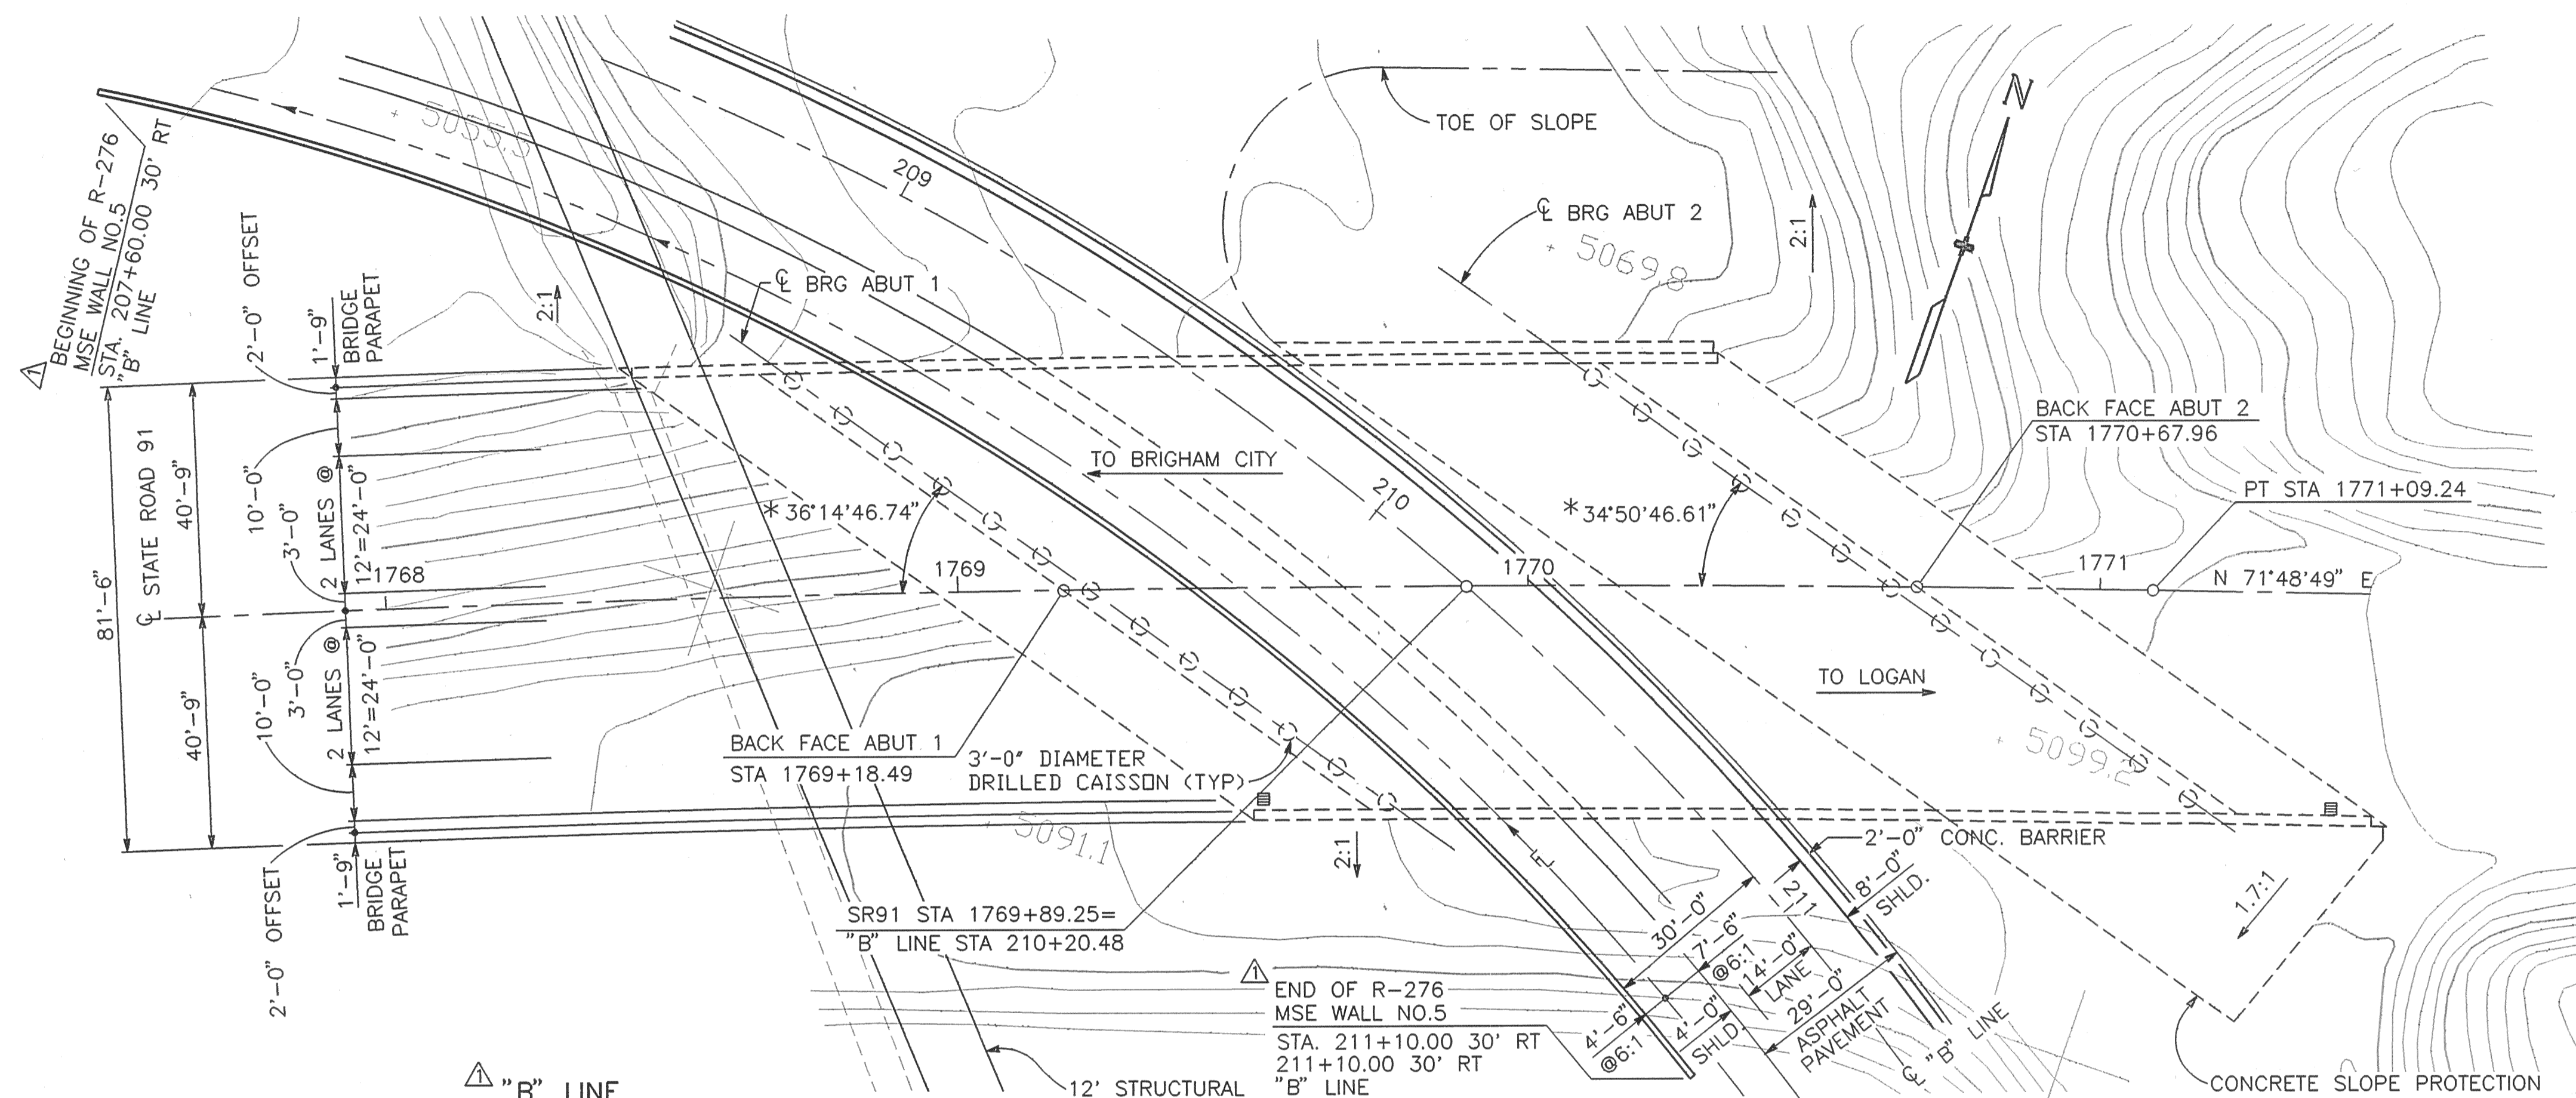 BEGINNING OF R-276
MSE WALL NO.5
STA. 207+60.00 30' RT
"B" LINE
1
2'-0" OFFSET
1'-9"
BRIDGE
PARAPET
2:1
5055.5
209
TOE OF SLOPE
℄ BRG ABUT 2
5069.8
2:1
N
℄ BRG ABUT 1
℄ STATE ROAD 91
81'-6"
40'-9"
40'-9"
10'-0"
3'-0"
2 LANES @
12'=24'-0"
3'-0"
10'-0"
2 LANES @
12'=24'-0"
2'-0" OFFSET
1'-9"
BRIDGE
PARAPET
TO BRIGHAM CITY
*36°14'46.74"
210
*34°50'46.61"
BACK FACE ABUT 2
STA 1770+67.96
PT STA 1771+09.24
1768
1769
1770
1771
N 71°48'49" E
TO LOGAN
BACK FACE ABUT 1
STA 1769+18.49
3'-0" DIAMETER
DRILLED CAISSON (TYP)
5091.1
5099.2
2:1
2'-0" CONC. BARRIER
SR91 STA 1769+89.25=
"B" LINE STA 210+20.48
211
8'-0"
SHLD.
30'-0"
7'-6"
@6:1
14'-0"
LANE
29'-0"
ASPHALT
PAVEMENT
4'-0"
SHLD.
4'-6"
@6:1
1.7:1
℄ "B" LINE
1
END OF R-276
MSE WALL NO.5
STA. 211+10.00 30' RT
211+10.00 30' RT
"B" LINE
12' STRUCTURAL
CONCRETE SLOPE PROTECTION
1
"B" LINE